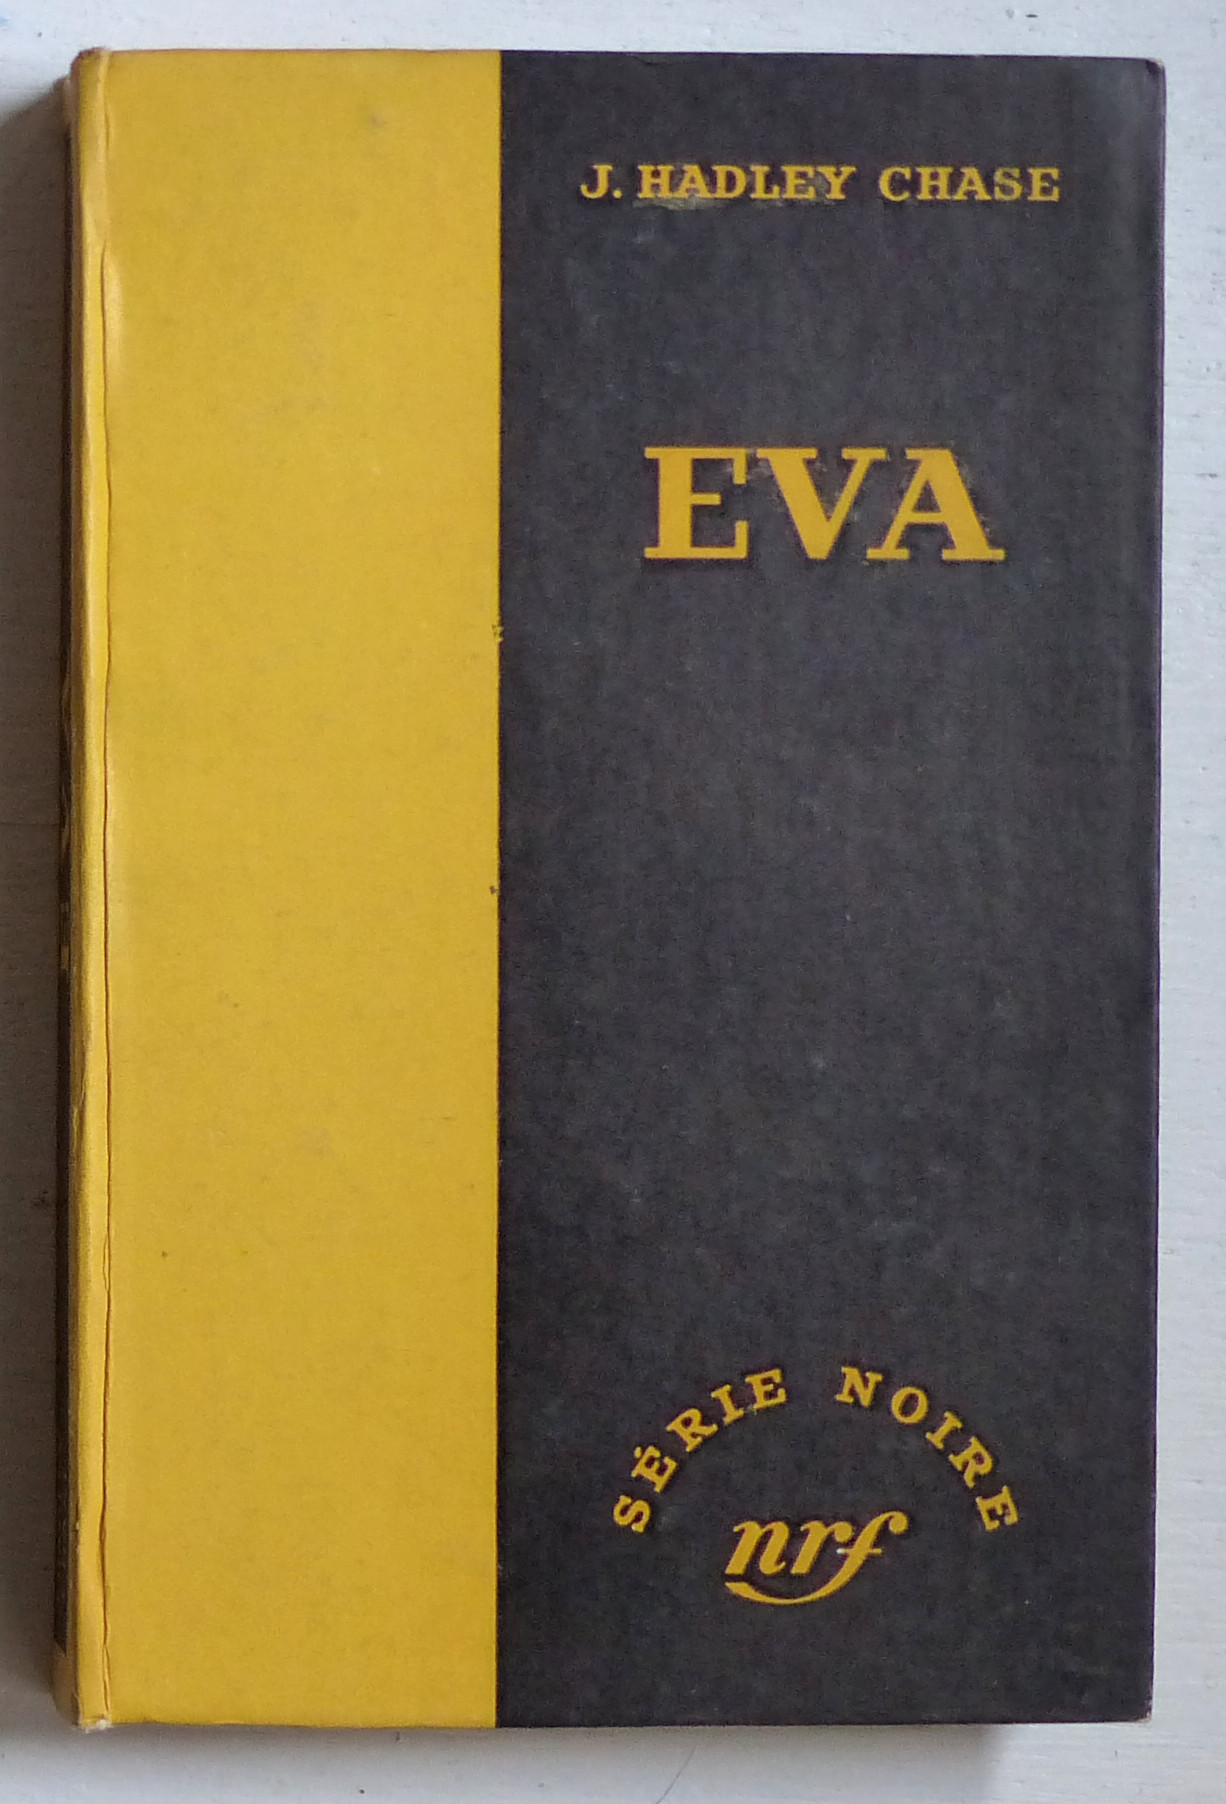 J. HADLEY CHASE
EVA
SÉRIE NOIRE
nrf